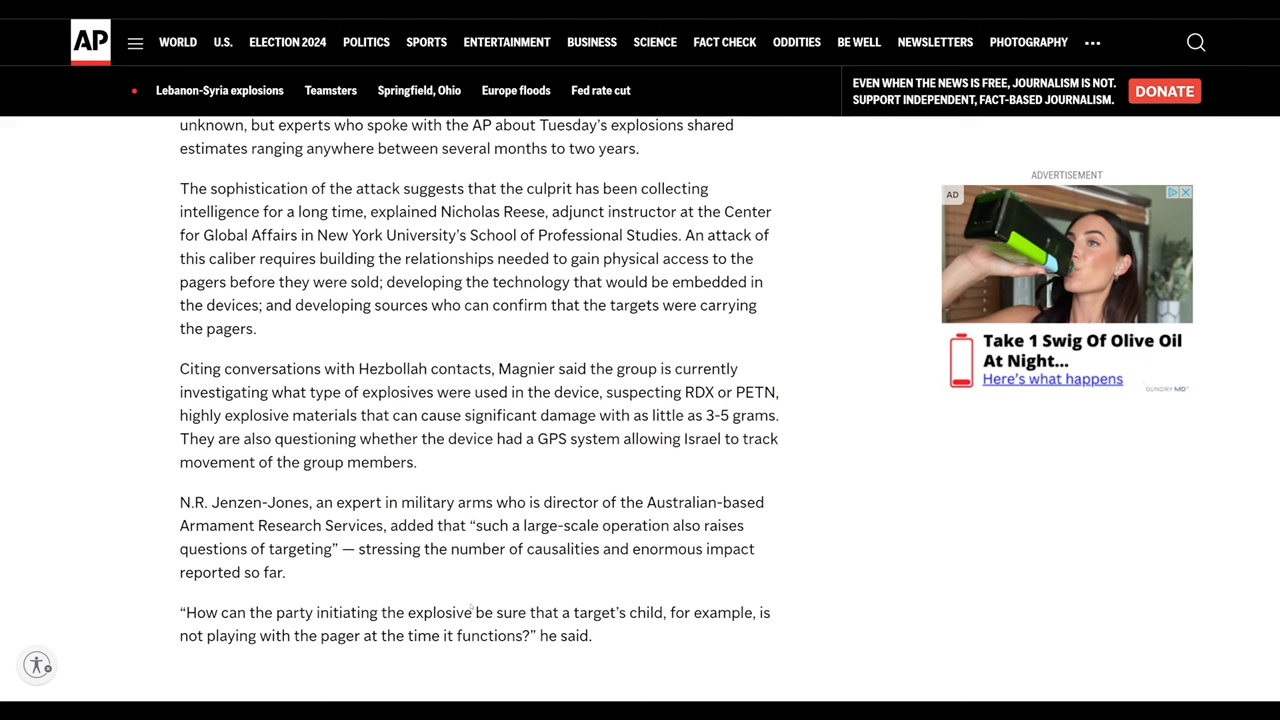 AP
WORLD U.S. ELECTION 2024 POLITICS SPORTS ENTERTAINMENT BUSINESS SCIENCE FACT CHECK ODDITIES BE WELL NEWSLETTERS PHOTOGRAPHY
Lebanon-Syria explosions Teamsters Springfield, Ohio Europe floods Fed rate cut
EVEN WHEN THE NEWS IS FREE, JOURNALISM IS NOT.
SUPPORT INDEPENDENT, FACT-BASED JOURNALISM.
DONATE
unknown, but experts who spoke with the AP about Tuesday’s explosions shared
estimates ranging anywhere between several months to two years.
The sophistication of the attack suggests that the culprit has been collecting
intelligence for a long time, explained Nicholas Reese, adjunct instructor at the Center
for Global Affairs in New York University’s School of Professional Studies. An attack of
this caliber requires building the relationships needed to gain physical access to the
pagers before they were sold; developing the technology that would be embedded in
the devices; and developing sources who can confirm that the targets were carrying
the pagers.
Citing conversations with Hezbollah contacts, Magnier said the group is currently
investigating what type of explosives were used in the device, suspecting RDX or PETN,
highly explosive materials that can cause significant damage with as little as 3-5 grams.
They are also questioning whether the device had a GPS system allowing Israel to track
movement of the group members.
N.R. Jenzen-Jones, an expert in military arms who is director of the Australian-based
Armament Research Services, added that “such a large-scale operation also raises
questions of targeting” — stressing the number of causalities and enormous impact
reported so far.
“How can the party initiating the explosive be sure that a target’s child, for example, is
not playing with the pager at the time it functions?” he said.
ADVERTISEMENT
AD
Take 1 Swig Of Olive Oil
At Night...
Here's what happens
GUNDRY MD